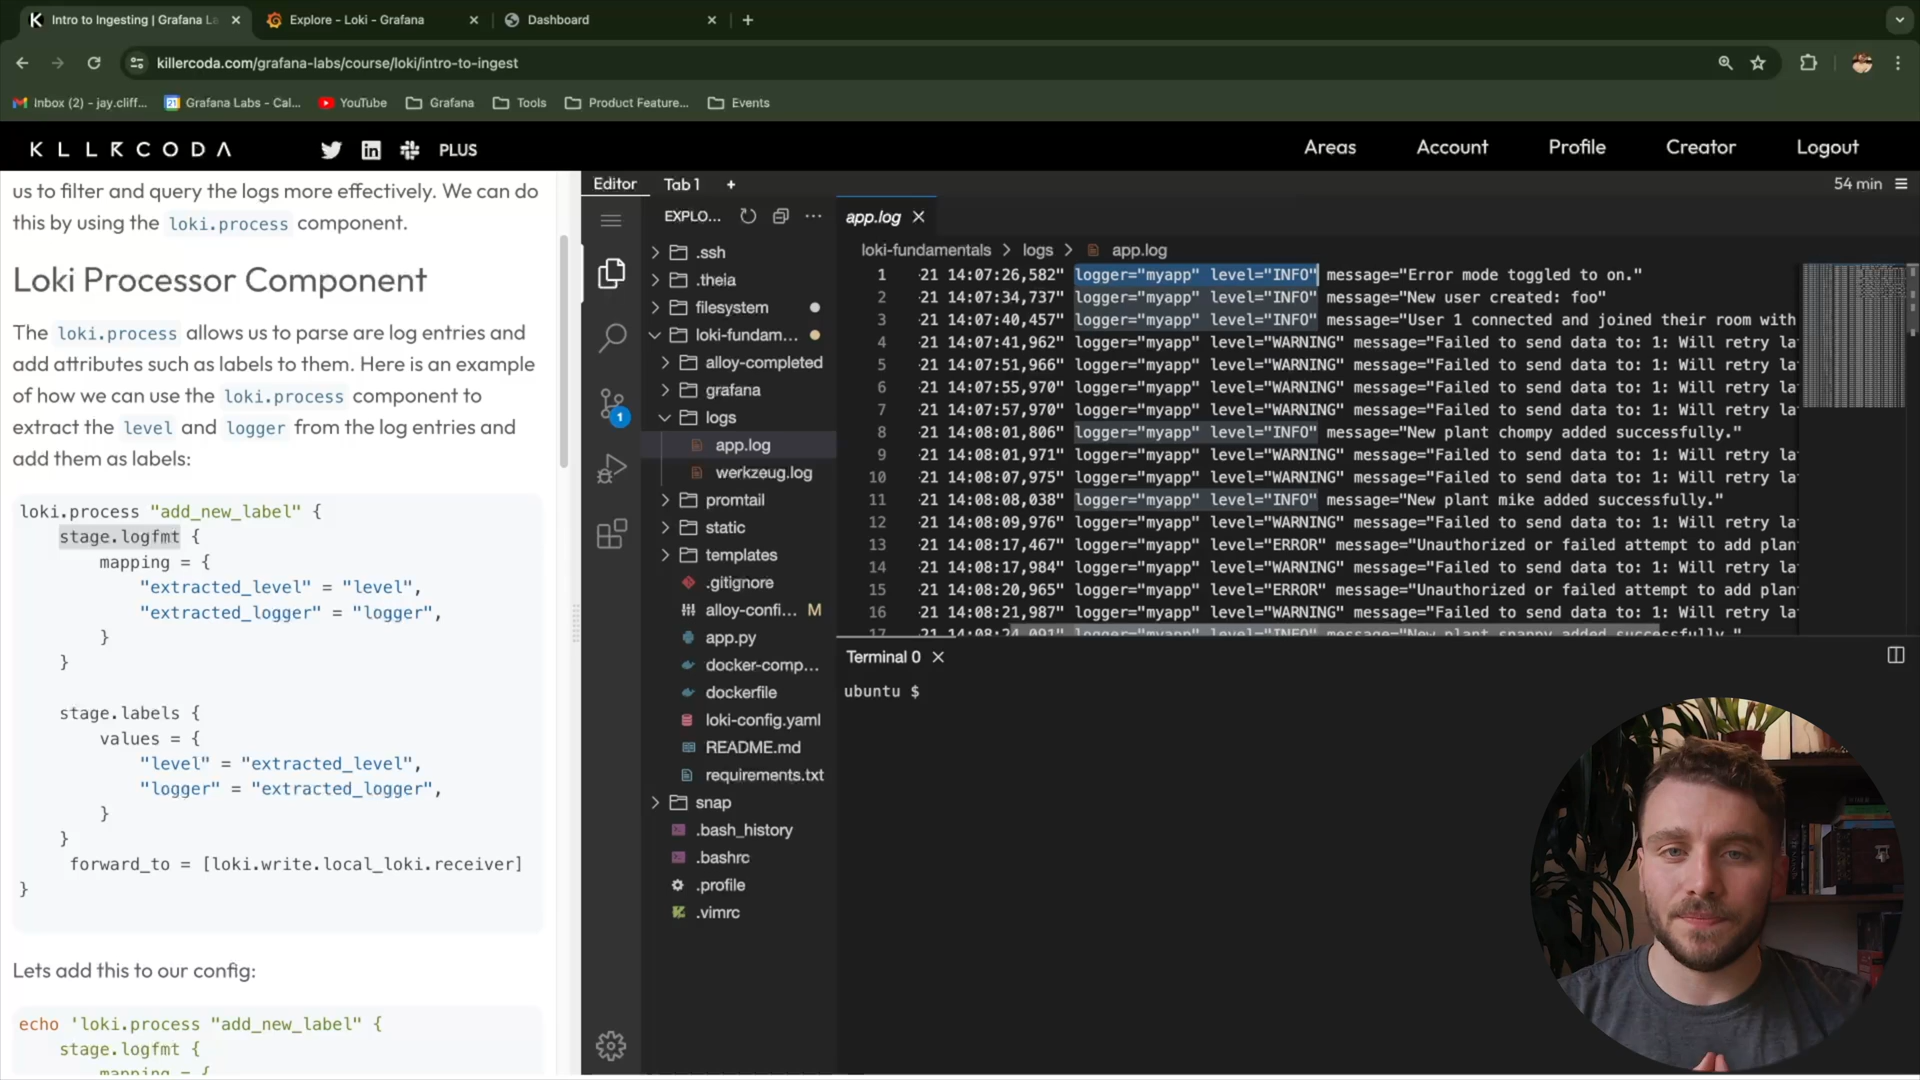 Intro to Ingesting | Grafana La
Explore - Loki - Grafana
Dashboard
killercoda.com/grafana-labs/course/loki/intro-to-ingest
Inbox (2) - jay.cliff...
Grafana Labs - Cal...
YouTube
Grafana
Tools
Product Feature...
Events
KLLRCODA
PLUS
Areas
Account
Profile
Creator
Logout
us to filter and query the logs more effectively. We can do
this by using the loki.process component.
Loki Processor Component
The loki.process allows us to parse are log entries and
add attributes such as labels to them. Here is an example
of how we can use the loki.process component to
extract the level and logger from the log entries and
add them as labels:
loki.process "add_new_label" {
stage.logfmt {
mapping = {
"extracted_level" = "level",
"extracted_logger" = "logger",
}
}
stage.labels {
values = {
"level" = "extracted_level",
"logger" = "extracted_logger",
}
}
forward_to = [loki.write.local_loki.receiver]
}
Lets add this to our config:
echo 'loki.process "add_new_label" {
stage.logfmt {
mapping = {
Editor
Tab 1
+
54 min
EXPLO...
.ssh
.theia
filesystem
loki-fundam...
alloy-completed
grafana
logs
app.log
werkzeug.log
promtail
static
templates
.gitignore
alloy-confi... M
app.py
docker-comp...
dockerfile
loki-config.yaml
README.md
requirements.txt
snap
.bash_history
.bashrc
.profile
.vimrc
1
app.log
loki-fundamentals > logs > app.log
1 21 14:07:26,582" logger="myapp" level="INFO" message="Error mode toggled to on."
2 21 14:07:34,737" logger="myapp" level="INFO" message="New user created: foo"
3 21 14:07:40,457" logger="myapp" level="INFO" message="User 1 connected and joined their room with
4 21 14:07:41,962" logger="myapp" level="WARNING" message="Failed to send data to: 1: Will retry la
5 21 14:07:51,966" logger="myapp" level="WARNING" message="Failed to send data to: 1: Will retry la
6 21 14:07:55,970" logger="myapp" level="WARNING" message="Failed to send data to: 1: Will retry la
7 21 14:07:57,970" logger="myapp" level="WARNING" message="Failed to send data to: 1: Will retry la
8 21 14:08:01,806" logger="myapp" level="INFO" message="New plant chompy added successfully."
9 21 14:08:01,971" logger="myapp" level="WARNING" message="Failed to send data to: 1: Will retry la
10 21 14:08:07,975" logger="myapp" level="WARNING" message="Failed to send data to: 1: Will retry la
11 21 14:08:08,038" logger="myapp" level="INFO" message="New plant mike added successfully."
12 21 14:08:09,976" logger="myapp" level="WARNING" message="Failed to send data to: 1: Will retry la
13 21 14:08:17,467" logger="myapp" level="ERROR" message="Unauthorized or failed attempt to add plan
14 21 14:08:17,984" logger="myapp" level="WARNING" message="Failed to send data to: 1: Will retry la
15 21 14:08:20,965" logger="myapp" level="ERROR" message="Unauthorized or failed attempt to add plan
16 21 14:08:21,987" logger="myapp" level="WARNING" message="Failed to send data to: 1: Will retry la
17 21 14:08:24,091" logger="myapp" level="INFO" message="New plant snappy added successfully."
Terminal 0
ubuntu $